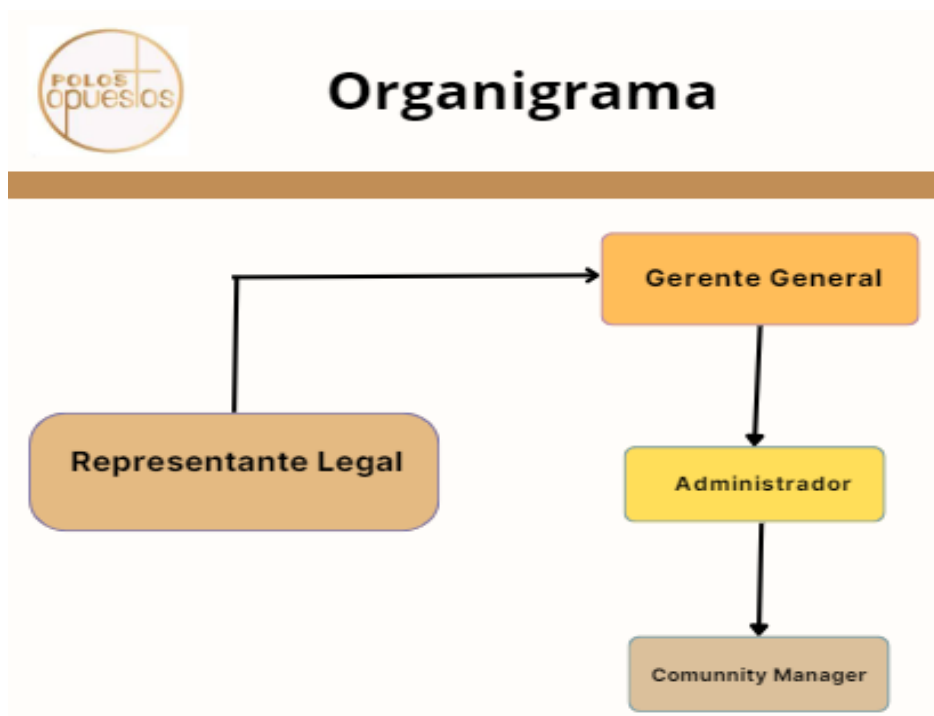 POLOS
opuestos
Organigrama
Gerente General
Representante Legal
Administrador
Comunnity Manager